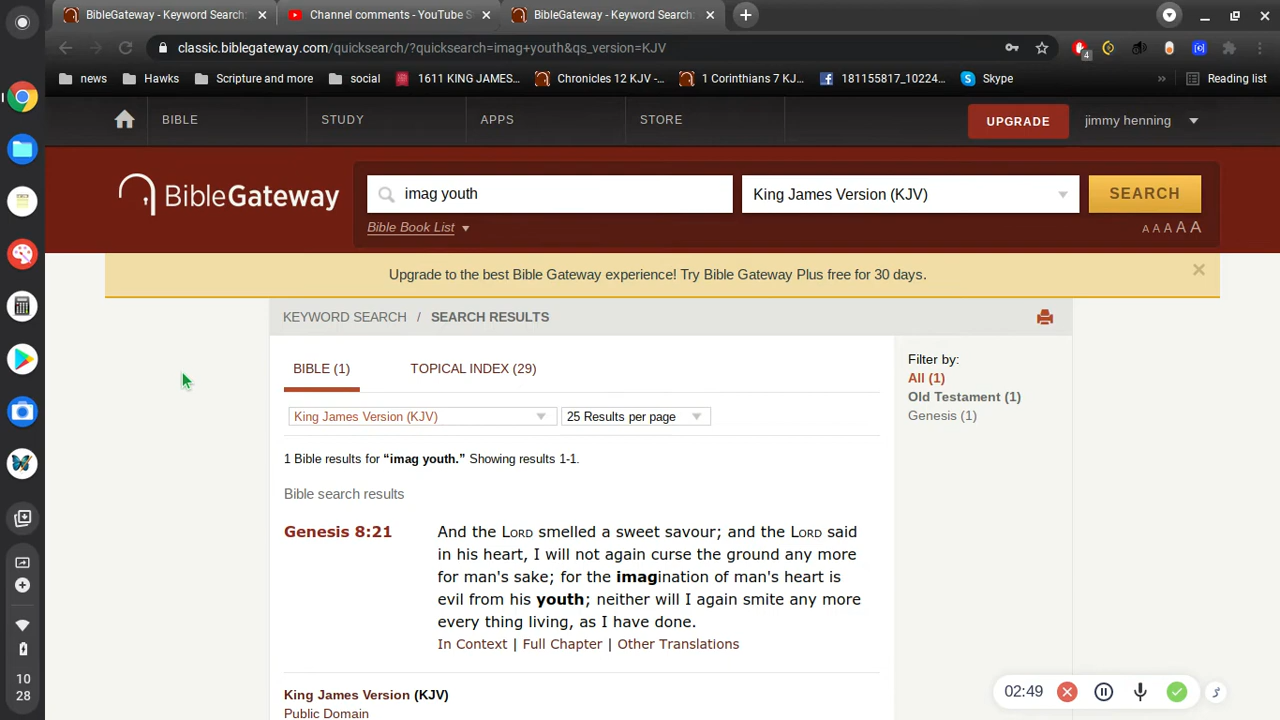 BibleGateway - Keyword Search:
Channel comments - YouTube S
BibleGateway - Keyword Search:
classic.biblegateway.com/quicksearch/?quicksearch=imag+youth&qs_version=KJV
4
news
Hawks
Scripture and more
social
1611 KING JAMES...
Chronicles 12 KJV -...
1 Corinthians 7 KJ...
181155817_10224...
Skype
»
Reading list
BIBLE
STUDY
APPS
STORE
UPGRADE
jimmy henning
BibleGateway
imag youth
King James Version (KJV)
SEARCH
Bible Book List
A A A A A
Upgrade to the best Bible Gateway experience! Try Bible Gateway Plus free for 30 days.
KEYWORD SEARCH / SEARCH RESULTS
BIBLE (1)
TOPICAL INDEX (29)
King James Version (KJV)
25 Results per page
1 Bible results for “imag youth.” Showing results 1-1.
Bible search results
Genesis 8:21
And the LORD smelled a sweet savour; and the LORD said
in his heart, I will not again curse the ground any more
for man's sake; for the imagination of man's heart is
evil from his youth; neither will I again smite any more
every thing living, as I have done.
In Context | Full Chapter | Other Translations
King James Version (KJV)
Public Domain
Filter by:
All (1)
Old Testament (1)
Genesis (1)
10
28
02:49